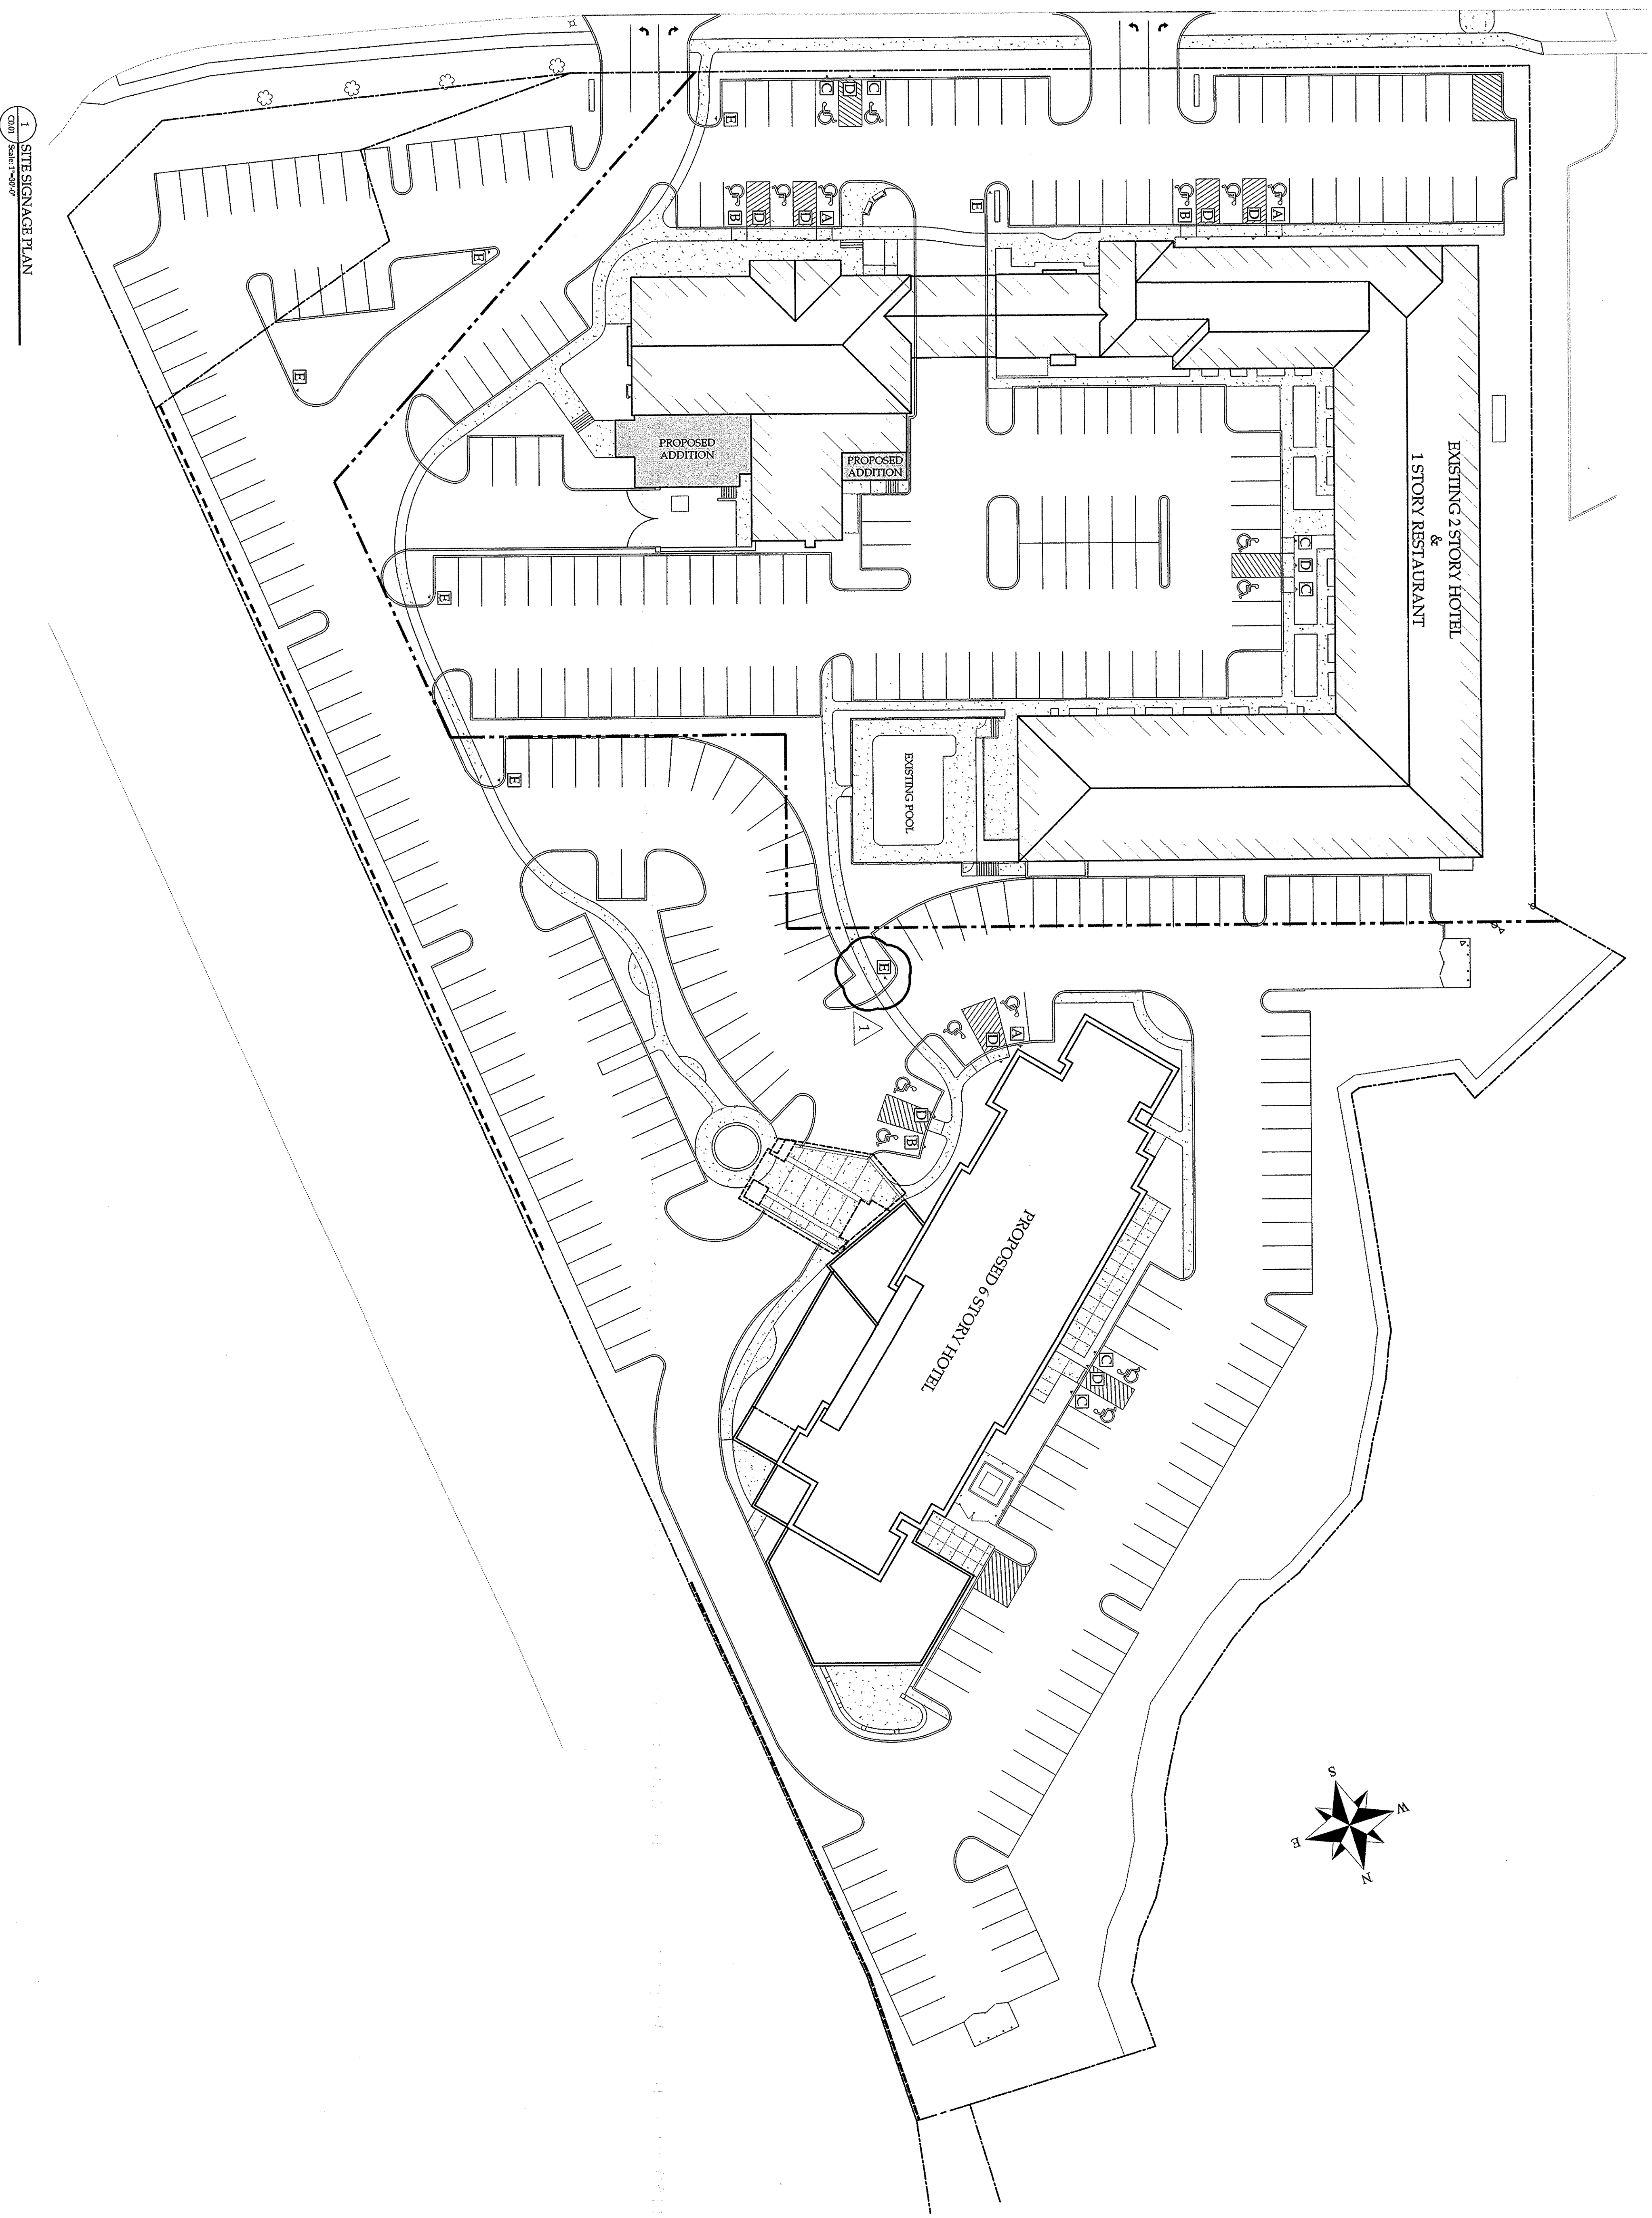 1
C0.01
SITE SIGNAGE PLAN
Scale: 1"=30'-0"
C
D
C
E
B
D
D
A
E
B
D
D
A
E
E
PROPOSED
ADDITION
PROPOSED
ADDITION
EXISTING 2 STORY HOTEL
&
1 STORY RESTAURANT
C
D
C
E
E
EXISTING POOL
E
1
A
D
D
B
PROPOSED 6 STORY HOTEL
C
D
C
S
W
E
N